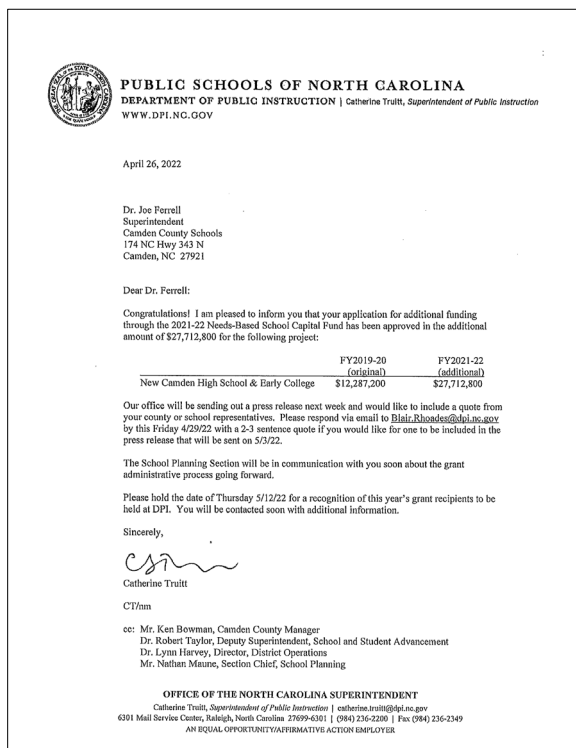 PUBLIC SCHOOLS OF NORTH CAROLINA
DEPARTMENT OF PUBLIC INSTRUCTION | Catherine Truitt, Superintendent of Public Instruction
WWW.DPI.NC.GOV
April 26, 2022
Dr. Joe Ferrell
Superintendent
Camden County Schools
174 NC Hwy 343 N
Camden, NC 27921
Dear Dr. Ferrell:
Congratulations! I am pleased to inform you that your application for additional funding
through the 2021-22 Needs-Based School Capital Fund has been approved in the additional
amount of $27,712,800 for the following project:
FY2019-20 FY2021-22
(original) (additional)
New Camden High School & Early College $12,287,200 $27,712,800
Our office will be sending out a press release next week and would like to include a quote from
your county or school representatives. Please respond via email to Blair.Rhoades@dpi.nc.gov
by this Friday 4/29/22 with a 2-3 sentence quote if you would like for one to be included in the
press release that will be sent on 5/3/22.
The School Planning Section will be in communication with you soon about the grant
administrative process going forward.
Please hold the date of Thursday 5/12/22 for a recognition of this year's grant recipients to be
held at DPI. You will be contacted soon with additional information.
Sincerely,
Catherine Truitt
CT/nm
cc: Mr. Ken Bowman, Camden County Manager
Dr. Robert Taylor, Deputy Superintendent, School and Student Advancement
Dr. Lynn Harvey, Director, District Operations
Mr. Nathan Maune, Section Chief, School Planning
OFFICE OF THE NORTH CAROLINA SUPERINTENDENT
Catherine Truitt, Superintendent of Public Instruction | catherine.truitt@dpi.nc.gov
6301 Mail Service Center, Raleigh, North Carolina 27699-6301 | (984) 236-2200 | Fax (984) 236-2349
AN EQUAL OPPORTUNITY/AFFIRMATIVE ACTION EMPLOYER